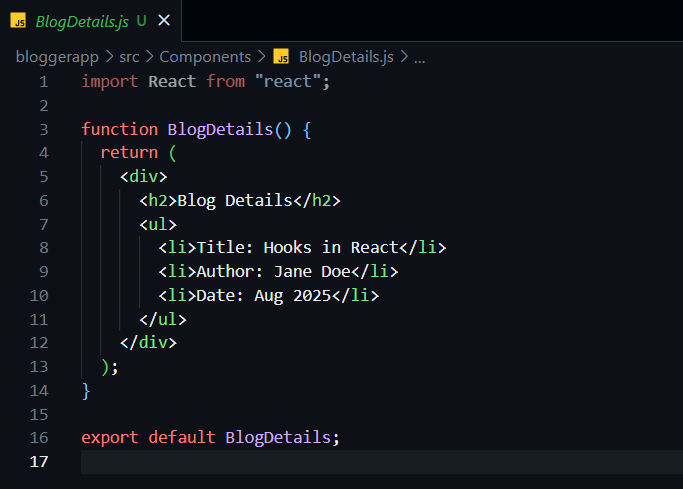 JS BlogDetails.js U ×
bloggerapp > src > Components > JS BlogDetails.js > ...
1 import React from "react";
2
3 function BlogDetails() {
4   return (
5     <div>
6       <h2>Blog Details</h2>
7       <ul>
8         <li>Title: Hooks in React</li>
9         <li>Author: Jane Doe</li>
10         <li>Date: Aug 2025</li>
11       </ul>
12     </div>
13   );
14 }
15
16 export default BlogDetails;
17